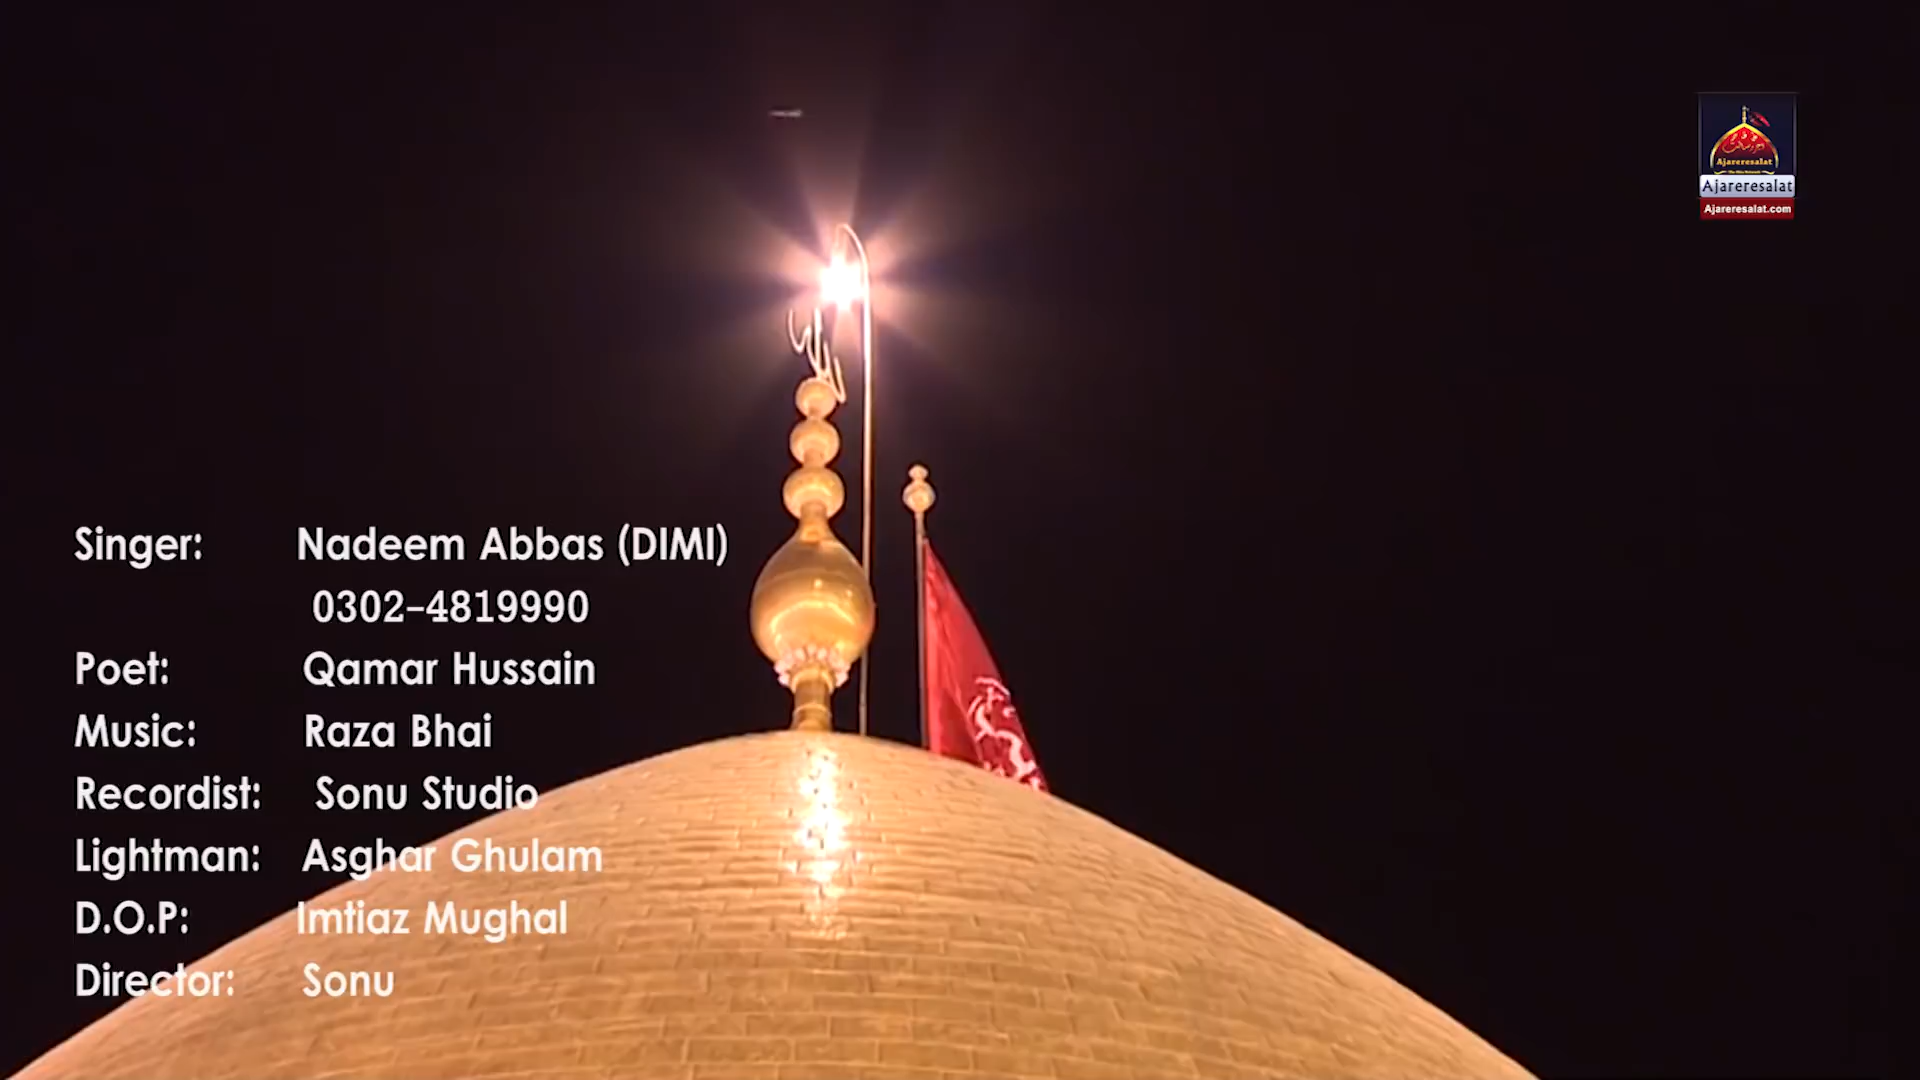 Singer: Nadeem Abbas (DIMI)
0302-4819990
Poet: Qamar Hussain
Music: Raza Bhai
Recordist: Sonu Studio
Lightman: Asghar Ghulam
D.O.P: Imtiaz Mughal
Director: Sonu
Ajareresalat
Ajareresalat
Ajareresalat.com